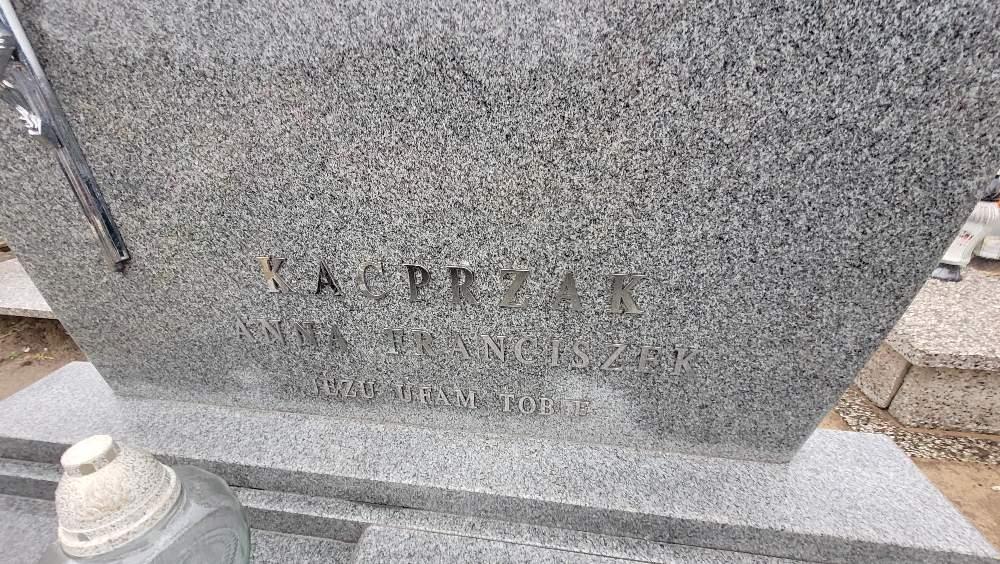 KACPRZAK
ANNA FRANCISZEK
JEZU UFAM TOBIE